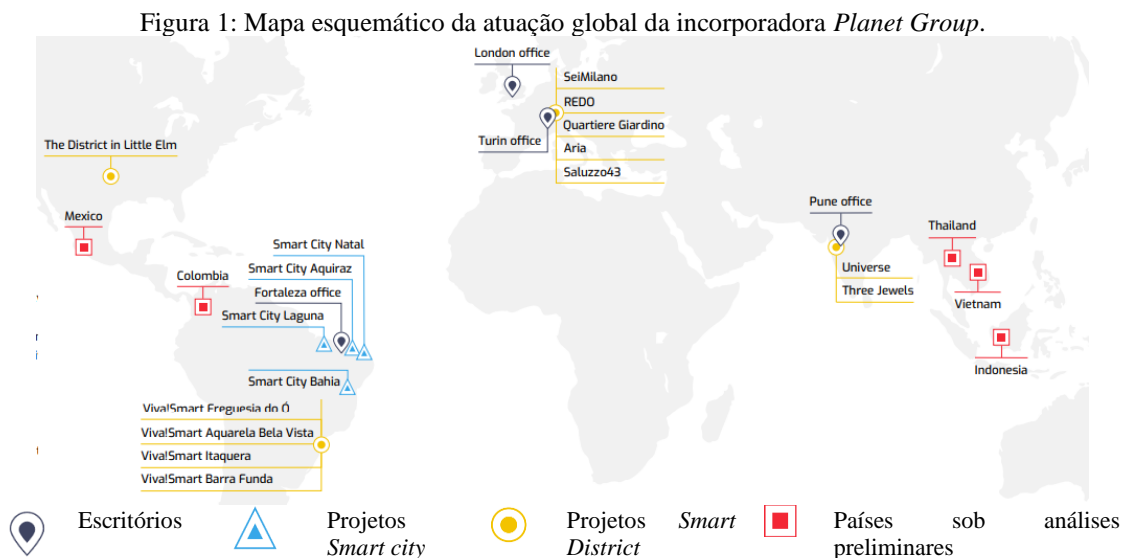 Figura 1: Mapa esquemático da atuação global da incorporadora Planet Group.
London office
SeiMilano
REDO
Quartiere Giardino
Turin office
Aria
Saluzzo43
The District in Little Elm
Mexico
Pune office
Thailand
Smart City Natal
Smart City Aquiraz
Colombia
Universe
Fortaleza office
Three Jewels
Vietnam
Smart City Laguna
Indonesia
Smart City Bahia
Viva!Smart Freguesia do Ó
Viva!Smart Aquarela Bela Vista
Viva!Smart Itaquera
Viva!Smart Barra Funda
Escritórios
Projetos
Smart city
Projetos Smart
District
Países sob análises
preliminares